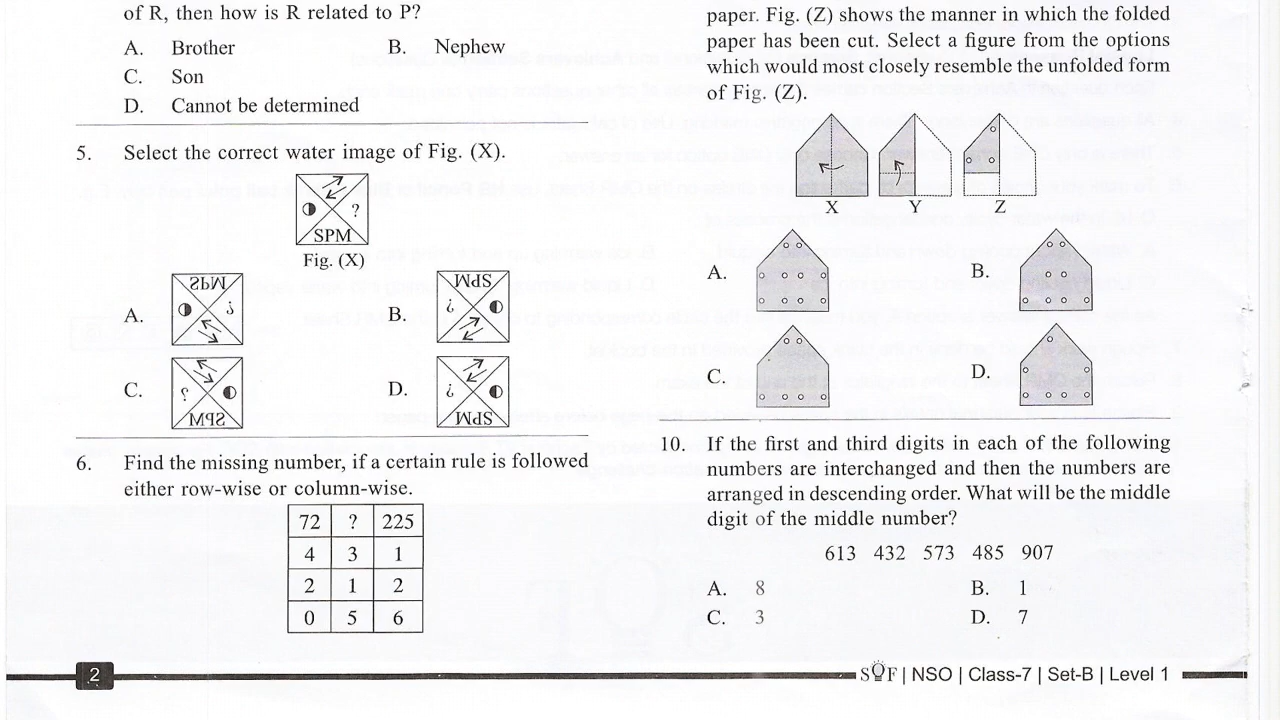 of R, then how is R related to P?
A. Brother B. Nephew
C. Son
D. Cannot be determined
5. Select the correct water image of Fig. (X).
?
SPM
Fig. (X)
A.
B.
C.
D.
6. Find the missing number, if a certain rule is followed
either row-wise or column-wise.
72 ? 225
4 3 1
2 1 2
0 5 6
paper. Fig. (Z) shows the manner in which the folded
paper has been cut. Select a figure from the options
which would most closely resemble the unfolded form
of Fig. (Z).
X Y Z
A. B.
C. D.
10. If the first and third digits in each of the following
numbers are interchanged and then the numbers are
arranged in descending order. What will be the middle
digit of the middle number?
613 432 573 485 907
A. 8 B. 1
C. 3 D. 7
2
SOF | NSO | Class-7 | Set-B | Level 1